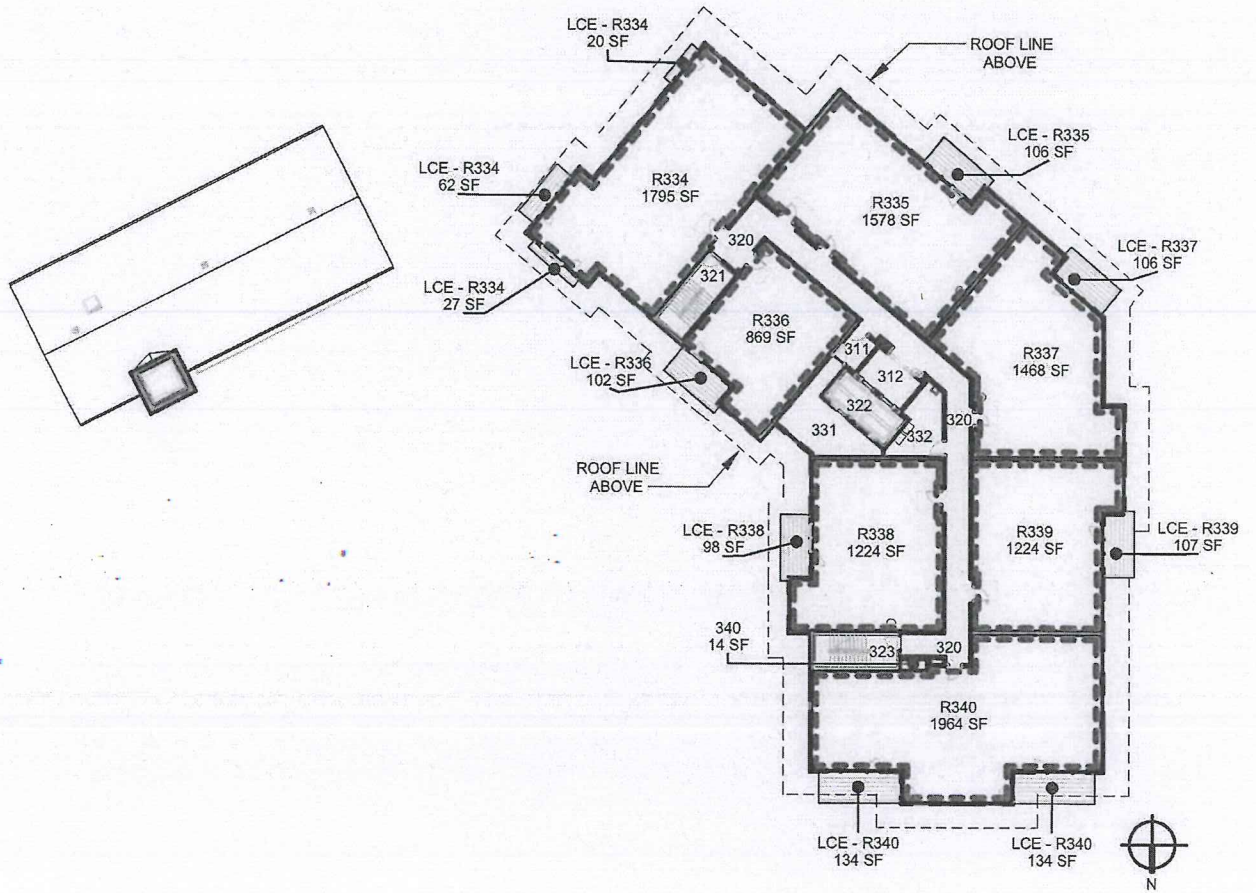 LCE - R334
20 SF
ROOF LINE
ABOVE
LCE - R335
106 SF
LCE - R334
62 SF
R334
1795 SF
R335
1578 SF
LCE - R337
106 SF
320
321
LCE - R334
27 SF
R336
869 SF
311
312
R337
1468 SF
LCE - R336
102 SF
322
320
331
332
ROOF LINE
ABOVE
LCE - R338
98 SF
R338
1224 SF
R339
1224 SF
LCE - R339
107 SF
340
14 SF
323
320
R340
1964 SF
LCE - R340
134 SF
LCE - R340
134 SF
N